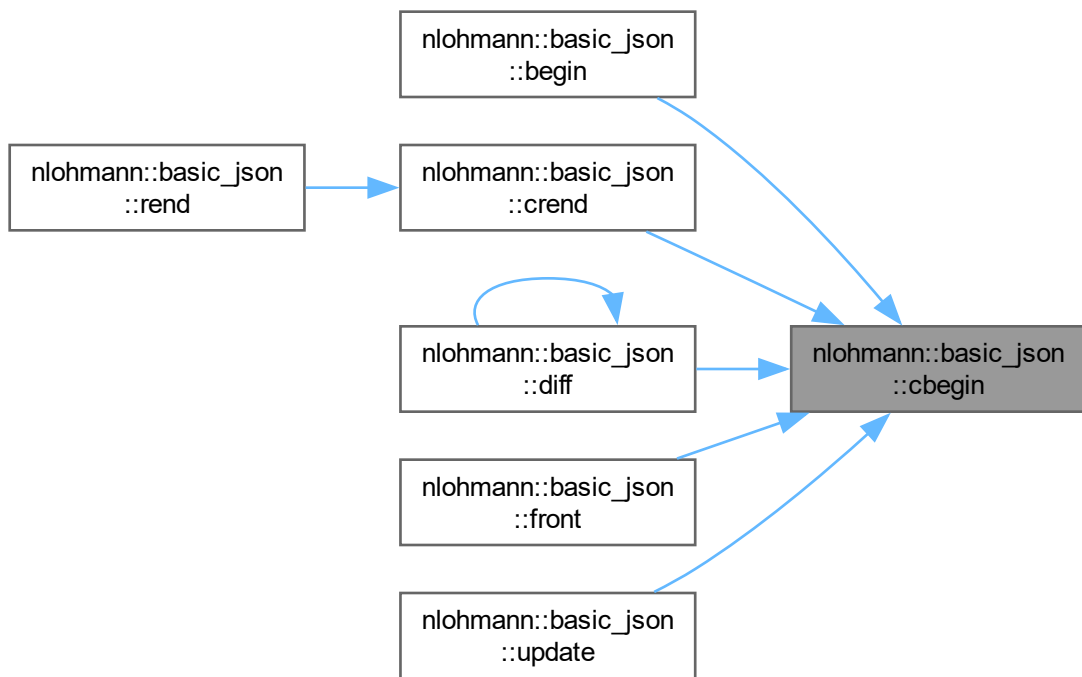 nlohmann::basic_json
::begin
nlohmann::basic_json
::rend
nlohmann::basic_json
::crend
nlohmann::basic_json
::diff
nlohmann::basic_json
::cbegin
nlohmann::basic_json
::front
nlohmann::basic_json
::update